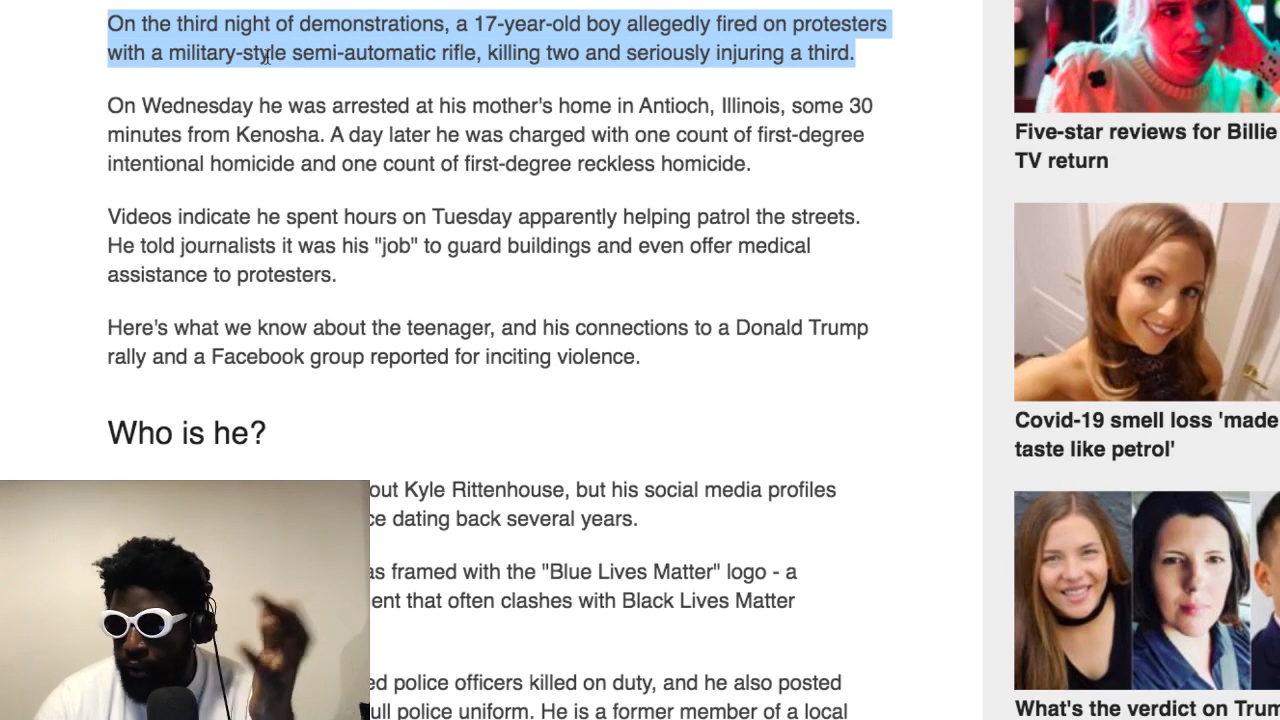 On the third night of demonstrations, a 17-year-old boy allegedly fired on protesters
with a military-style semi-automatic rifle, killing two and seriously injuring a third.
On Wednesday he was arrested at his mother's home in Antioch, Illinois, some 30
minutes from Kenosha. A day later he was charged with one count of first-degree
intentional homicide and one count of first-degree reckless homicide.
Videos indicate he spent hours on Tuesday apparently helping patrol the streets.
He told journalists it was his "job" to guard buildings and even offer medical
assistance to protesters.
Here's what we know about the teenager, and his connections to a Donald Trump
rally and a Facebook group reported for inciting violence.
Who is he?
out Kyle Rittenhouse, but his social media profiles
ce dating back several years.
as framed with the "Blue Lives Matter" logo - a
ent that often clashes with Black Lives Matter
ed police officers killed on duty, and he also posted
ull police uniform. He is a former member of a local
Five-star reviews for Billie
TV return
Covid-19 smell loss 'made
taste like petrol'
What's the verdict on Trum